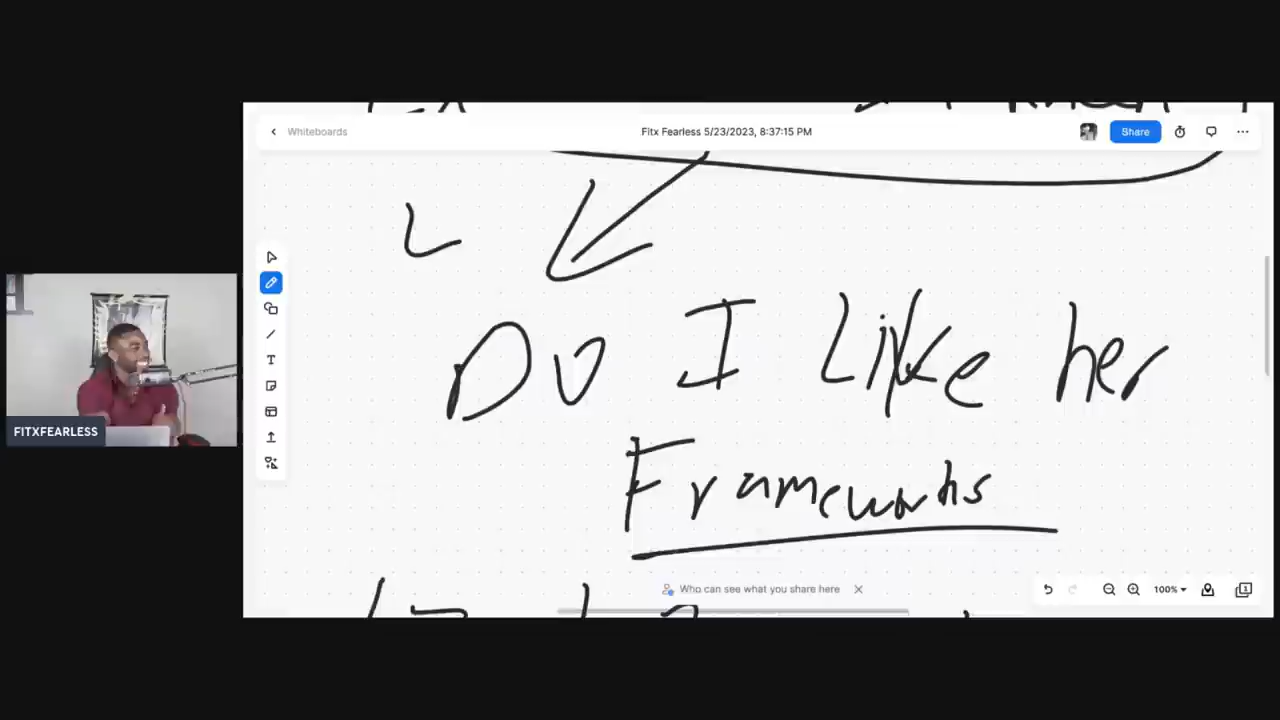 Whiteboards
Fitx Fearless 5/23/2023, 8:37:15 PM
Share
Do I Like her
Frameworks
FITXFEARLESS
Who can see what you share here
100%